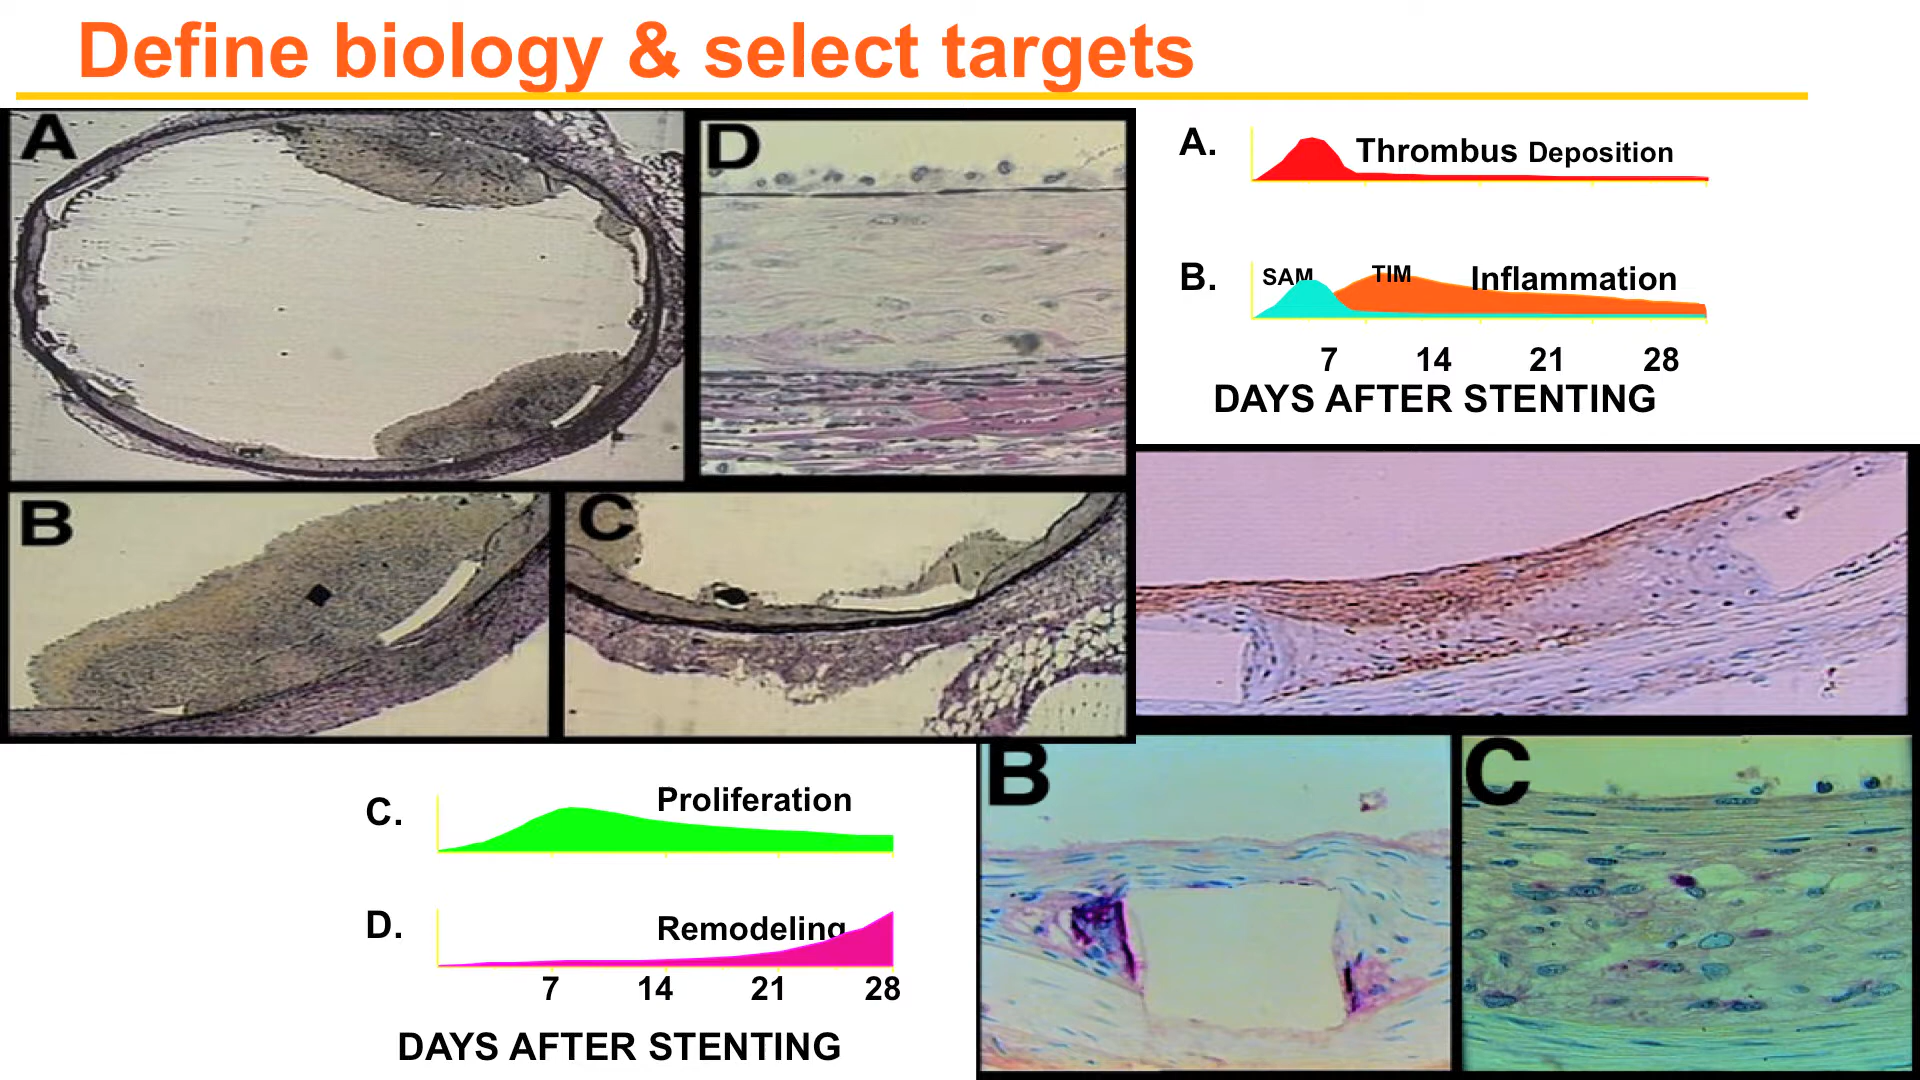 Define biology & select targets
A
D
B
C
A.
Thrombus Deposition
B.
SAM
TIM
Inflammation
7 14 21 28
DAYS AFTER STENTING
C.
Proliferation
D.
Remodeling
7 14 21 28
DAYS AFTER STENTING
B
C